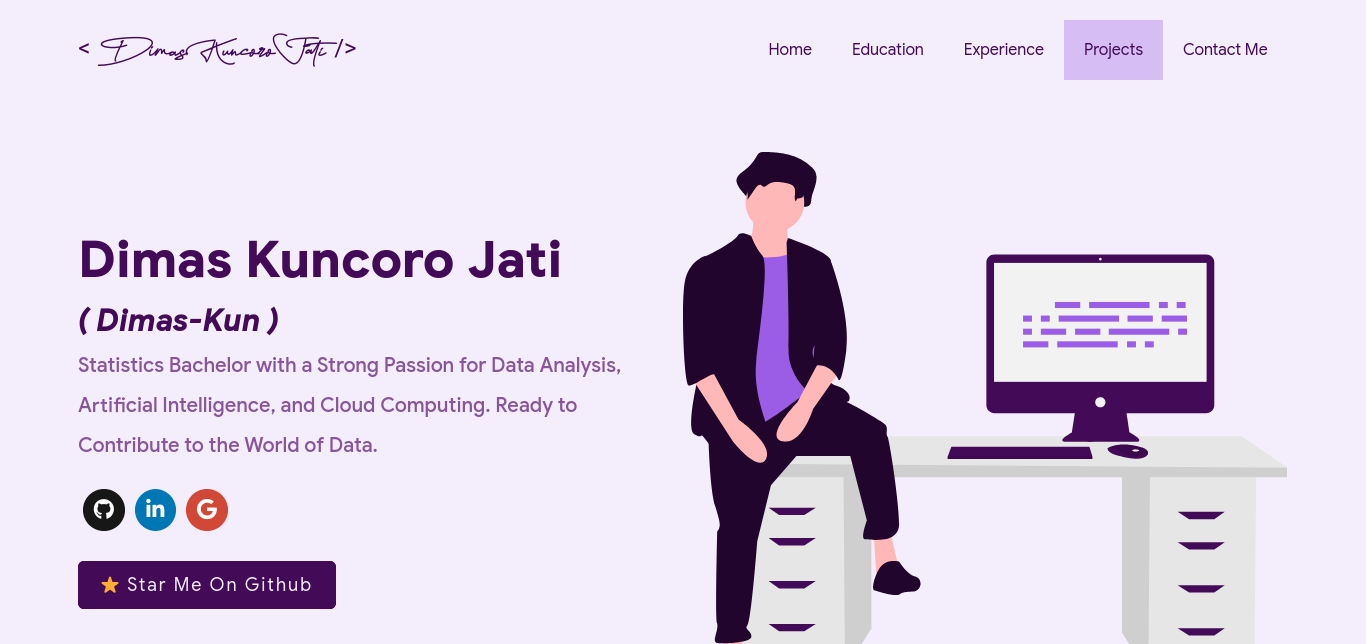 < Dimas Kuncoro Jati />
Home Education Experience Projects Contact Me
Dimas Kuncoro Jati
( Dimas-Kun )
Statistics Bachelor with a Strong Passion for Data Analysis,
Artificial Intelligence, and Cloud Computing. Ready to
Contribute to the World of Data.
in G
⭐ Star Me On Github